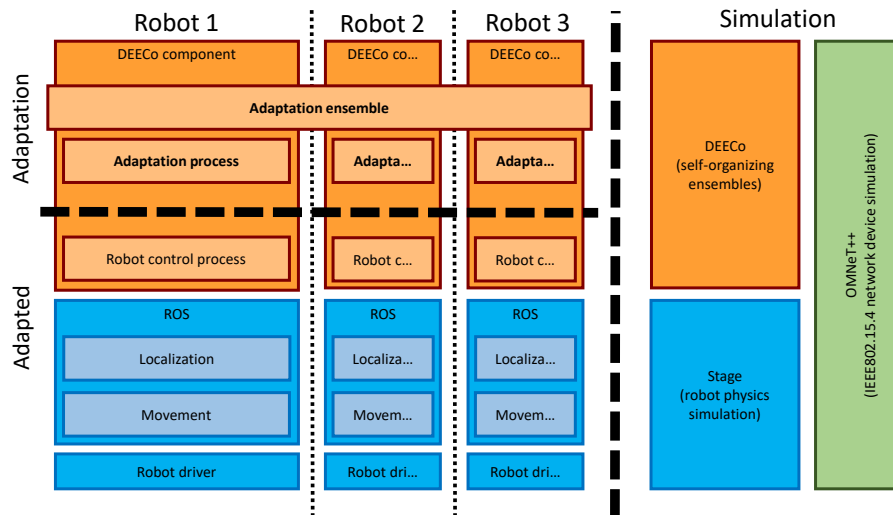 Robot 1
Robot 2
Robot 3
Simulation
Adaptation
Adapted
DEECo component
DEECo co...
DEECo co...
Adaptation ensemble
Adaptation process
Adapta...
Adapta...
Robot control process
Robot c...
Robot c...
ROS
ROS
ROS
Localization
Localiza...
Localiza...
Movement
Movem...
Movem...
Robot driver
Robot dri...
Robot dri...
DEECo
(self-organizing
ensembles)
Stage
(robot physics
simulation)
OMNeT++
(IEEE802.15.4 network device simulation)